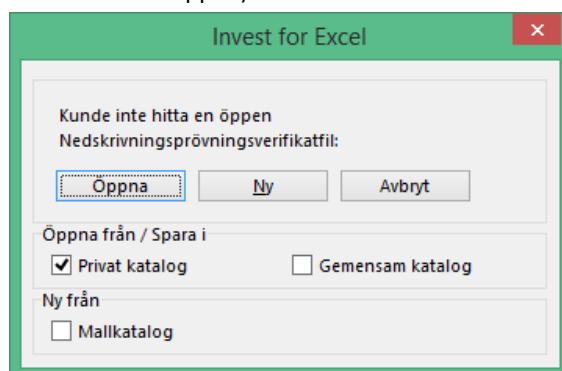 Invest for Excel
Kunde inte hitta en öppen
Nedskrivningsprövningsverifikatfil:
Öppna Ny Avbryt
Öppna från / Spara i
Privat katalog Gemensam katalog
Ny från
Mallkatalog